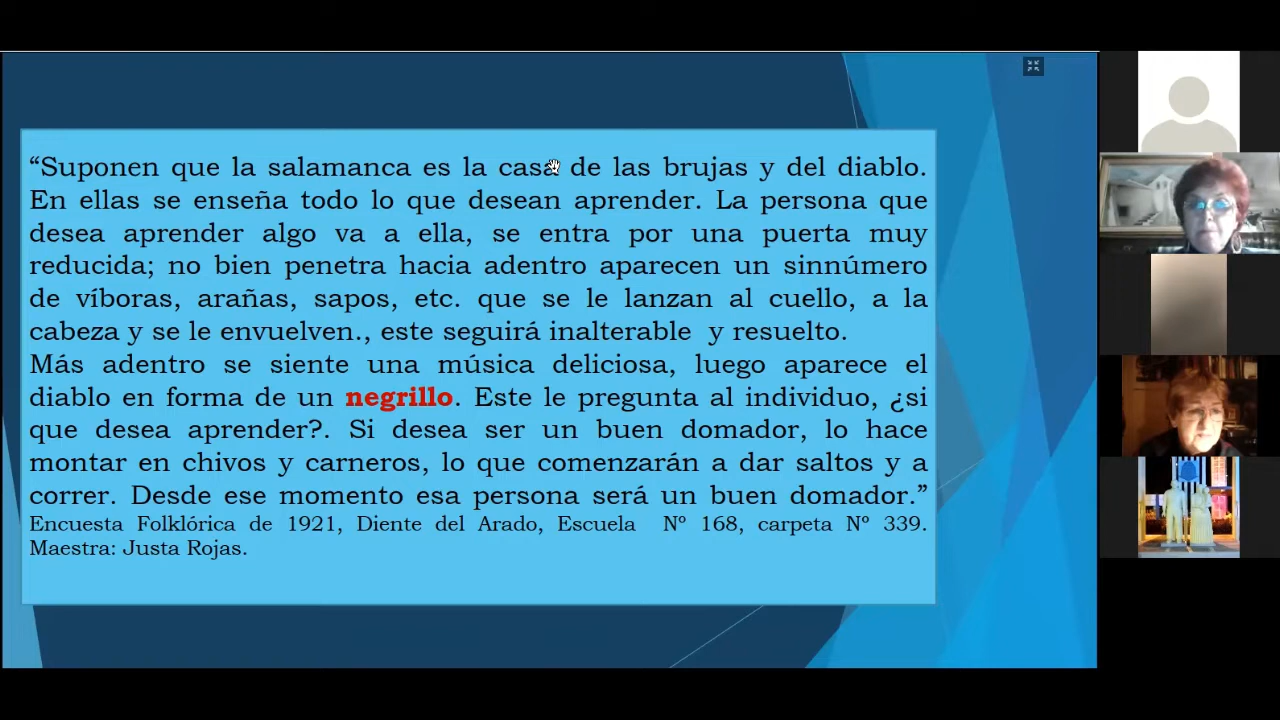 “Suponen que la salamanca es la casa de las brujas y del diablo.
En ellas se enseña todo lo que desean aprender. La persona que
desea aprender algo va a ella, se entra por una puerta muy
reducida; no bien penetra hacia adentro aparecen un sinnúmero
de víboras, arañas, sapos, etc. que se le lanzan al cuello, a la
cabeza y se le envuelven., este seguirá inalterable y resuelto.
Más adentro se siente una música deliciosa, luego aparece el
diablo en forma de un negrillo. Este le pregunta al individuo, ¿si
que desea aprender?. Si desea ser un buen domador, lo hace
montar en chivos y carneros, lo que comenzarán a dar saltos y a
correr. Desde ese momento esa persona será un buen domador.”
Encuesta Folklórica de 1921, Diente del Arado, Escuela Nº 168, carpeta Nº 339.
Maestra: Justa Rojas.